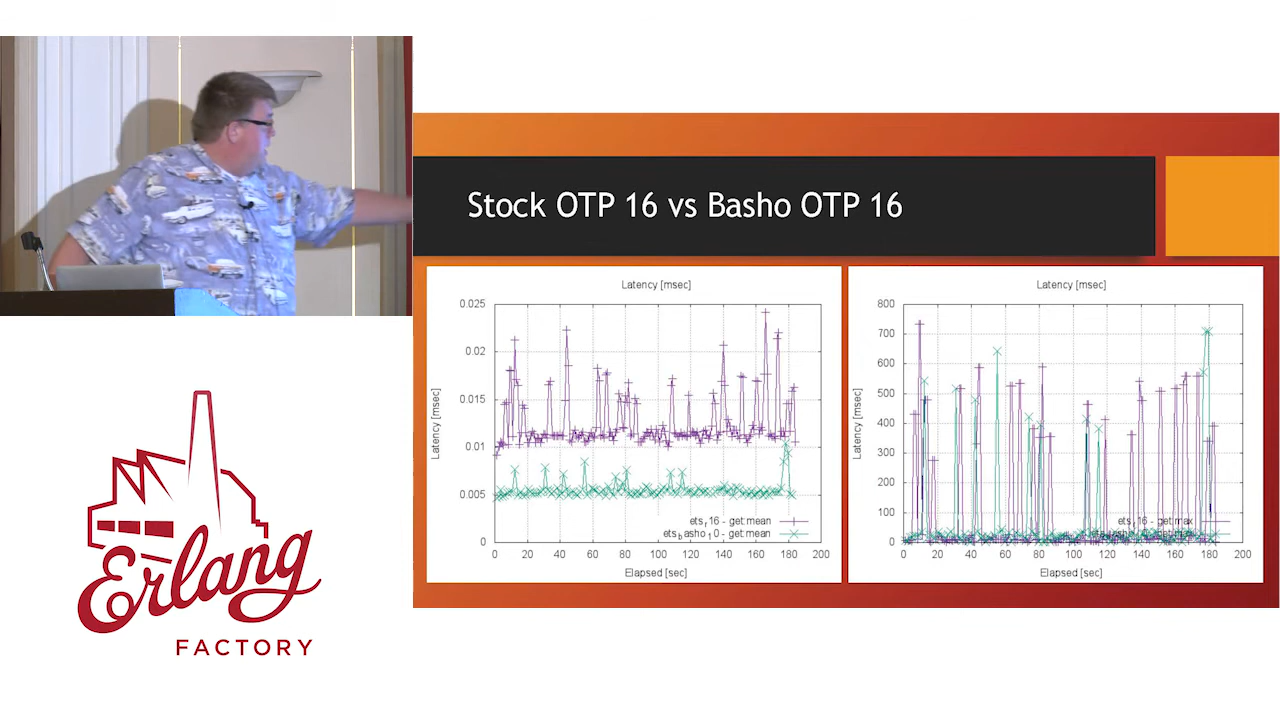 Stock OTP 16 vs Basho OTP 16
Latency [msec]
0.025
0.02
0.015
0.01
0.005
0
Latency [msec]
0 20 40 60 80 100 120 140 160 180 200
Elapsed [sec]
ets_r16 - get mean
ets_basho_10 - get mean
Latency [msec]
800
700
600
500
400
300
200
100
0
Latency [msec]
0 20 40 60 80 100 120 140 160 180 200
Elapsed [sec]
ets_r16 - get max
Erlang
FACTORY